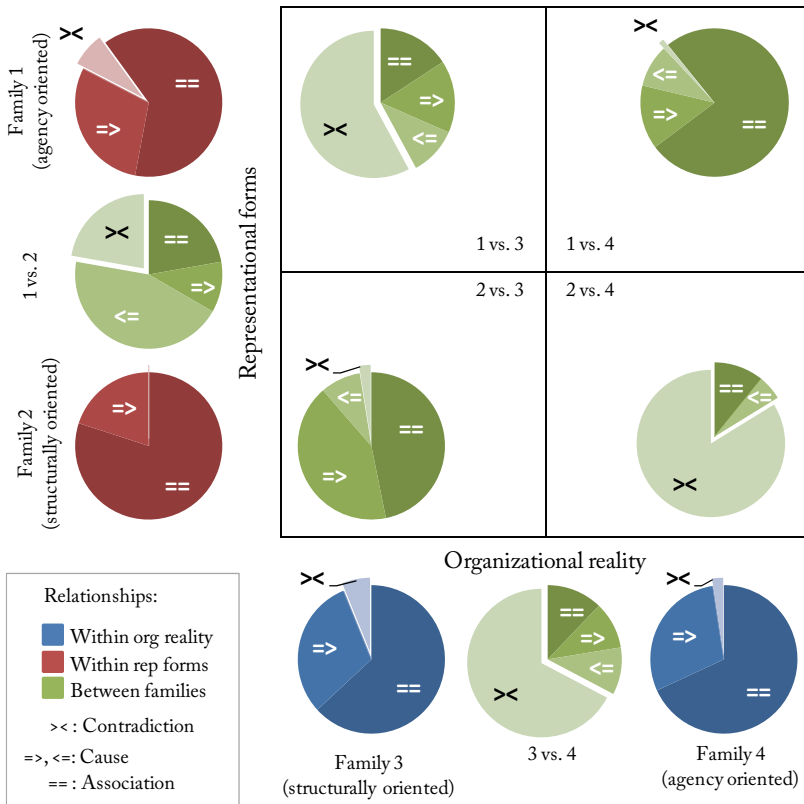 ><
==
=>
Family 1
(agency oriented)
><
==
=>
<=
1 vs. 2
=>
==
Family 2
(structurally oriented)
Representational forms
==
=>
<=
><
1 vs. 3
><
<=
=>
==
1 vs. 4
2 vs. 3
><
<=
==
=>
2 vs. 4
==
<=
><
Organizational reality
><
=>
==
Family 3
(structurally oriented)
==
=>
<=
><
3 vs. 4
><
=>
==
Family 4
(agency oriented)
Relationships:
Within org reality
Within rep forms
Between families
>< : Contradiction
=>, <=: Cause
== : Association